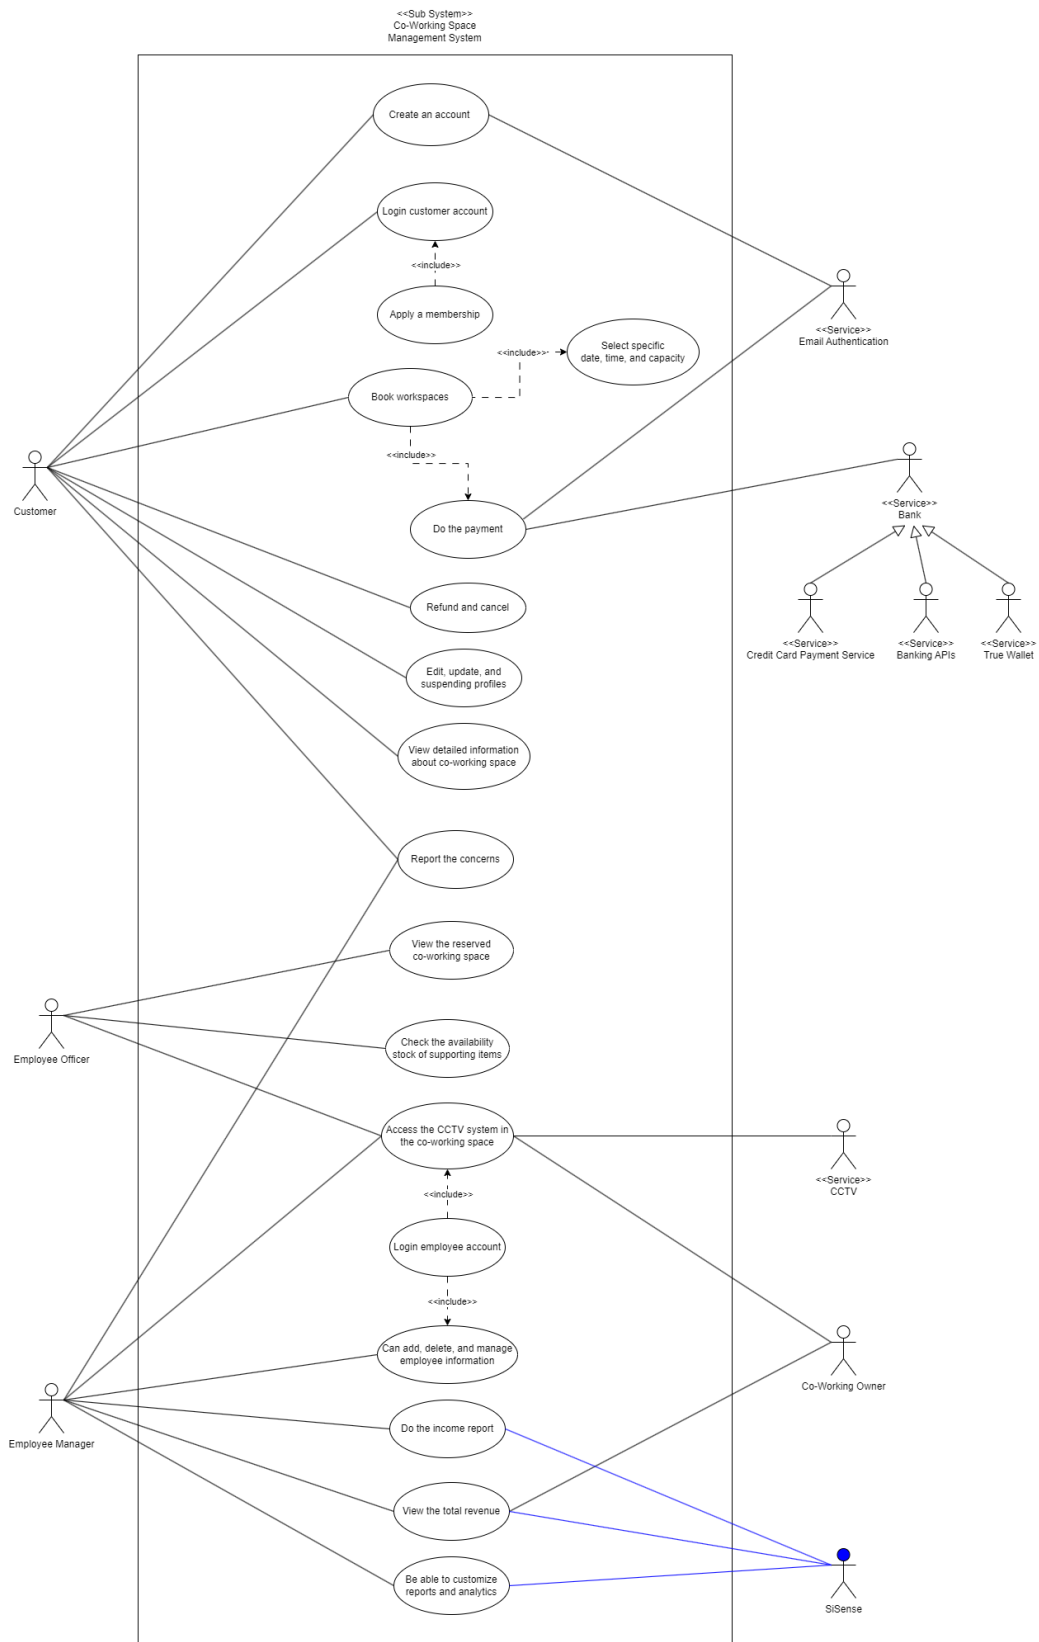 <<Sub System>>
Co-Working Space
Management System
Create an account
Login customer account
<<include>>
Apply a membership
<<Service>>
Email Authentication
Select specific
date, time, and capacity
<<include>>
Book workspaces
<<include>>
Customer
Do the payment
<<Service>>
Bank
Refund and cancel
<<Service>>
Credit Card Payment Service
<<Service>>
Banking APIs
<<Service>>
True Wallet
Edit, update, and
suspending profiles
View detailed information
about co-working space
Report the concerns
View the reserved
co-working space
Employee Officer
Check the availability
stock of supporting items
Access the CCTV system in
the co-working space
<<Service>>
CCTV
<<include>>
Login employee account
<<include>>
Can add, delete, and manage
employee information
Co-Working Owner
Do the income report
Employee Manager
View the total revenue
Be able to customize
reports and analytics
SiSense